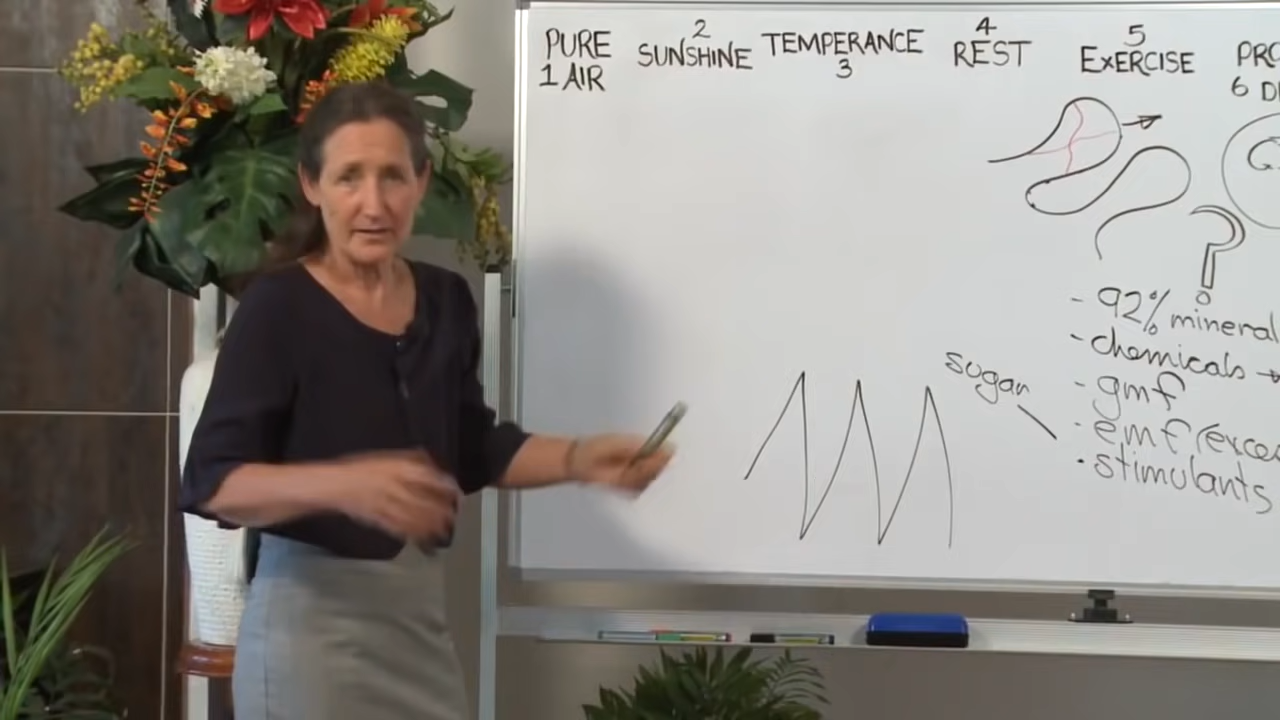 PURE
1 AIR
2
SUNSHINE
TEMPERANCE
3
4
REST
5
EXERCISE
6
sugar
- 92% mineral
- chemicals →
- gmf
- emf
- stimulants